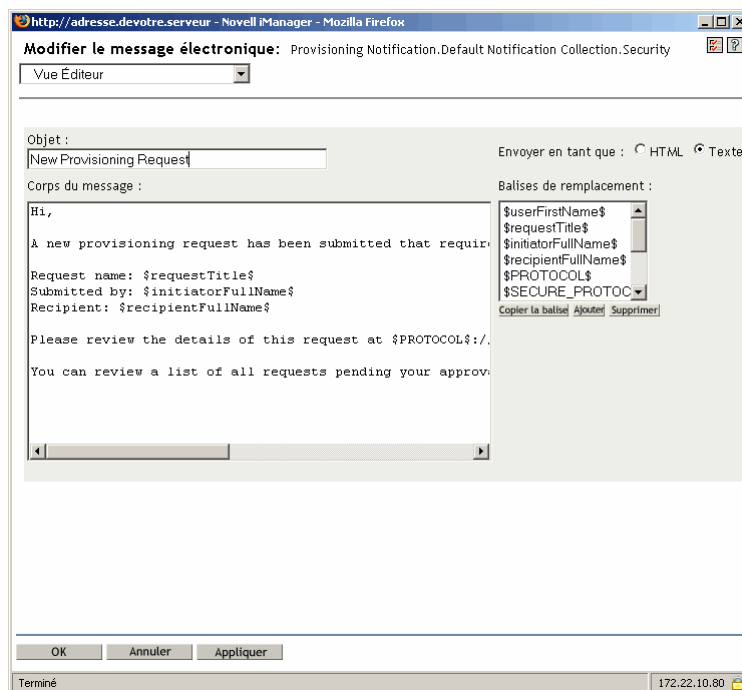 http://adresse.devotre.serveur - Novell iManager - Mozilla Firefox
Modifier le message électronique: Provisioning Notification.Default Notification Collection.Security
Vue Éditeur
Objet :
New Provisioning Request
Envoyer en tant que : HTML Texte
Corps du message :
Hi,
A new provisioning request has been submitted that requir
Request name: $requestTitle$
Submitted by: $initiatorFullName$
Recipient: $recipientFullName$
Please review the details of this request at $PROTOCOL$:/
You can review a list of all requests pending your approv
Balises de remplacement :
$userFirstName$
$requestTitle$
$initiatorFullName$
$recipientFullName$
$PROTOCOL$
$SECURE_PROTOC
Copier la balise Ajouter Supprimer
OK Annuler Appliquer
Terminé 172.22.10.80